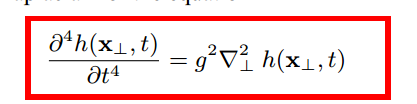 ∂⁴h(x⊥, t) / ∂t⁴ = g²∇²⊥ h(x⊥, t)